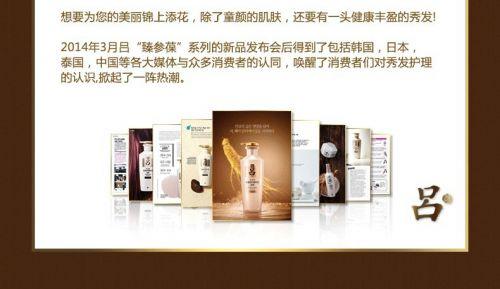 想要为您的美丽锦上添花，除了童颜的肌肤，还要有一头健康丰盈的秀发!
2014年3月吕“臻参葆”系列的新品发布会后得到了包括韩国，日本，
泰国，中国等各大媒体与众多消费者的认同，唤醒了消费者们对秀发护理
的认识,掀起了一阵热潮。
吕